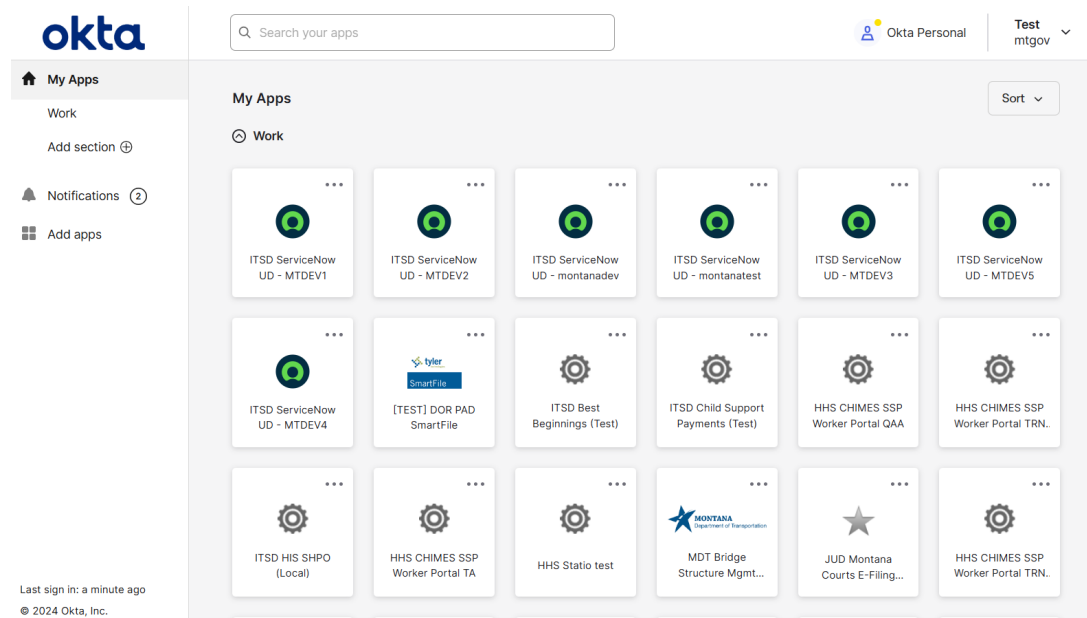 okta
Search your apps
Okta Personal
Test
mtgov
My Apps
Work
Add section
Notifications 2
Add apps
Last sign in: a minute ago
© 2024 Okta, Inc.
My Apps
Sort
Work
ITSD ServiceNow
UD - MTDEV1
ITSD ServiceNow
UD - MTDEV2
ITSD ServiceNow
UD - montanadev
ITSD ServiceNow
UD - montanatest
ITSD ServiceNow
UD - MTDEV3
ITSD ServiceNow
UD - MTDEV5
ITSD ServiceNow
UD - MTDEV4
tyler
SmartFile
[TEST] DOR PAD
SmartFile
ITSD Best
Beginnings (Test)
ITSD Child Support
Payments (Test)
HHS CHIMES SSP
Worker Portal QAA
HHS CHIMES SSP
Worker Portal TRN..
ITSD HIS SHPO
(Local)
HHS CHIMES SSP
Worker Portal TA
HHS Statio test
MONTANA
Department of Transportation
MDT Bridge
Structure Mgmt...
JUD Montana
Courts E-Filing...
HHS CHIMES SSP
Worker Portal TRN..